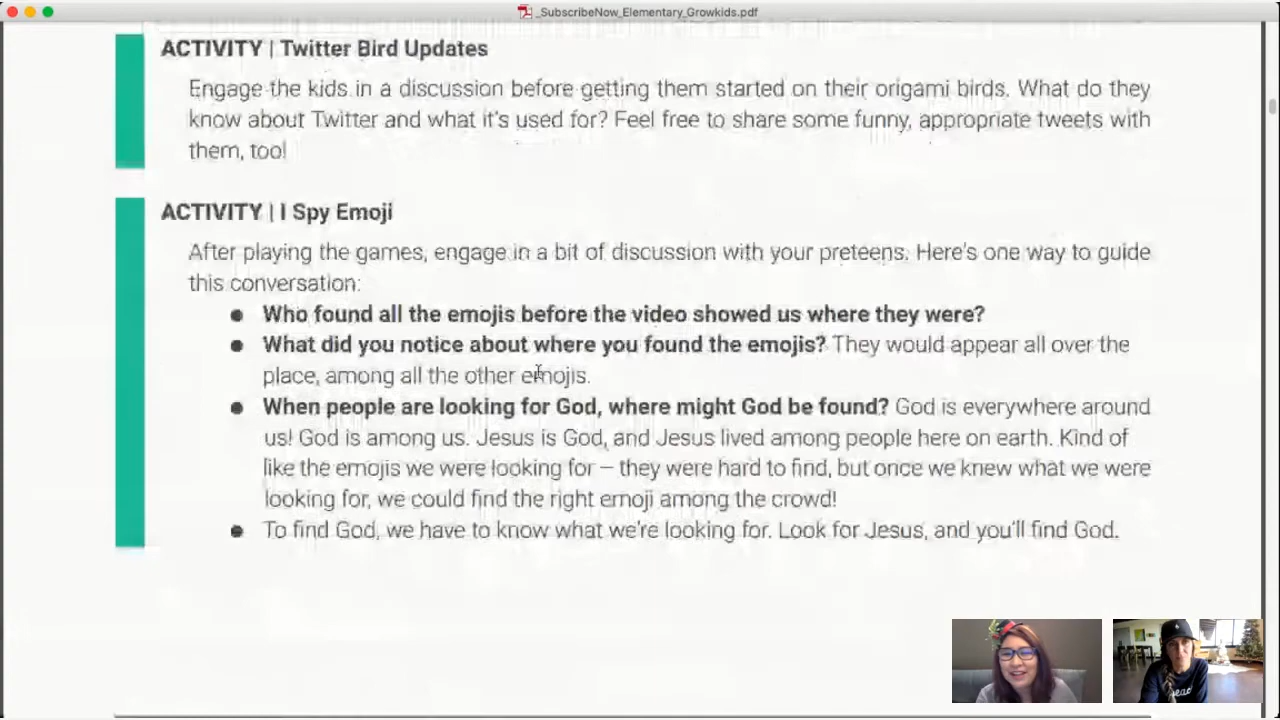 _SubscribeNow_Elementary_Growkids.pdf
ACTIVITY | Twitter Bird Updates
Engage the kids in a discussion before getting them started on their origami birds. What do they
know about Twitter and what it's used for? Feel free to share some funny, appropriate tweets with
them, too!
ACTIVITY | I Spy Emoji
After playing the games, engage in a bit of discussion with your preteens. Here's one way to guide
this conversation:
● Who found all the emojis before the video showed us where they were?
● What did you notice about where you found the emojis? They would appear all over the
place, among all the other emojis.
● When people are looking for God, where might God be found? God is everywhere around
us! God is among us. Jesus is God, and Jesus lived among people here on earth. Kind of
like the emojis we were looking for – they were hard to find, but once we knew what we were
looking for, we could find the right emoji among the crowd!
● To find God, we have to know what we're looking for. Look for Jesus, and you'll find God.